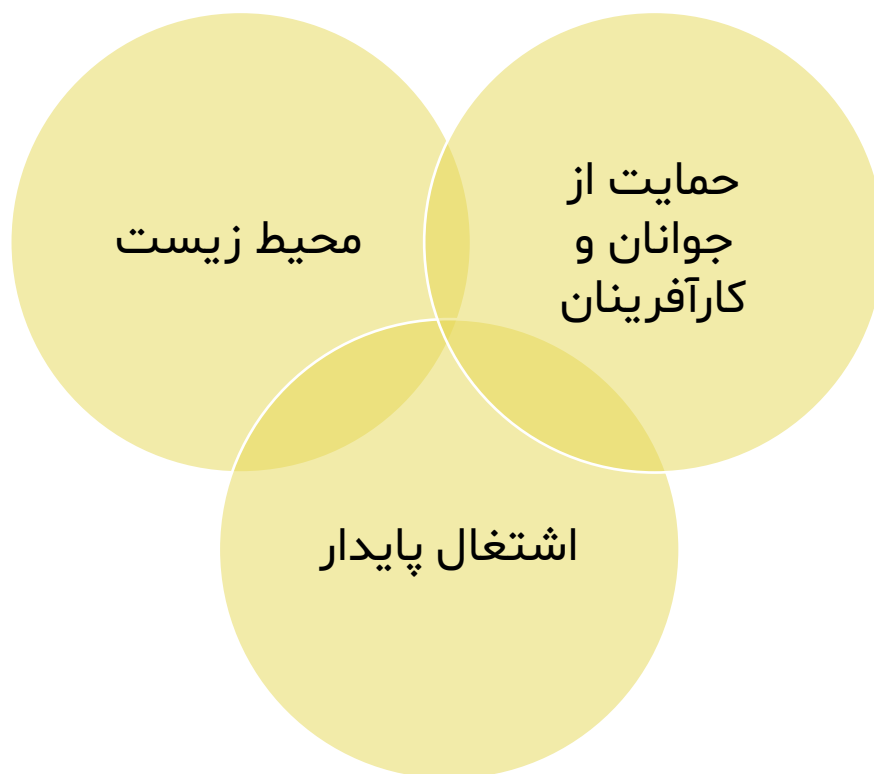 حمایت از
جوانان و
کارآفرینان
محیط زیست
اشتغال پایدار